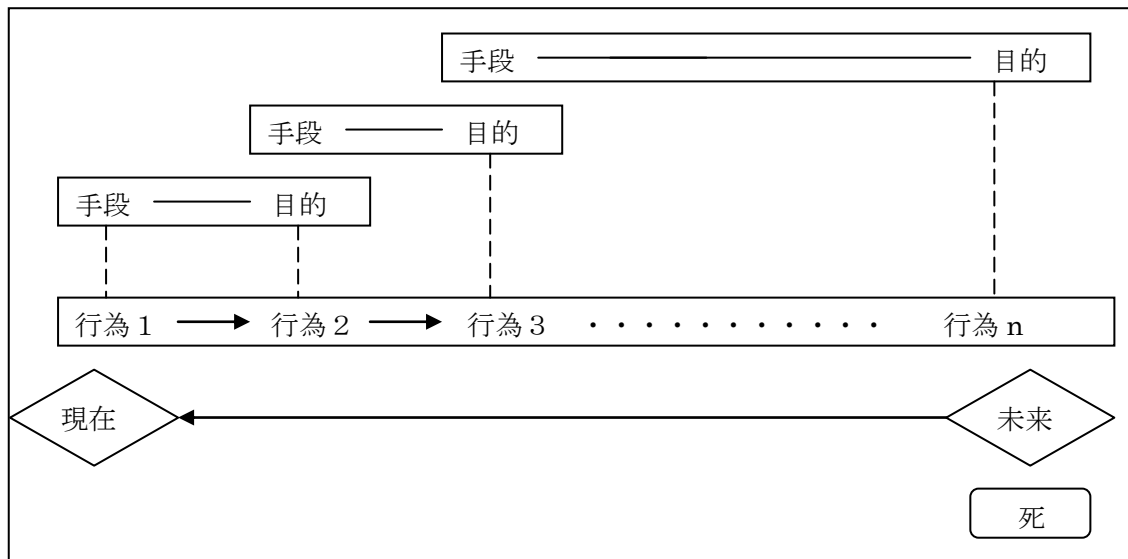 手段 目的
手段 目的
手段 目的
行為１ 行為２ 行為３ ・・・・・・・・・・・ 行為 n
現在 未来
死